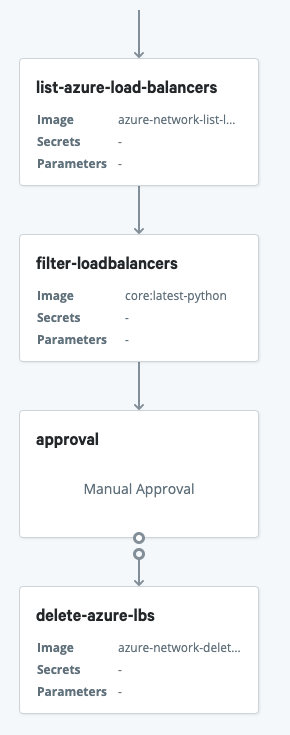 list-azure-load-balancers
Image azure-network-list-l...
Secrets -
Parameters -
filter-loadbalancers
Image core:latest-python
Secrets -
Parameters -
approval
Manual Approval
delete-azure-lbs
Image azure-network-delet...
Secrets -
Parameters -